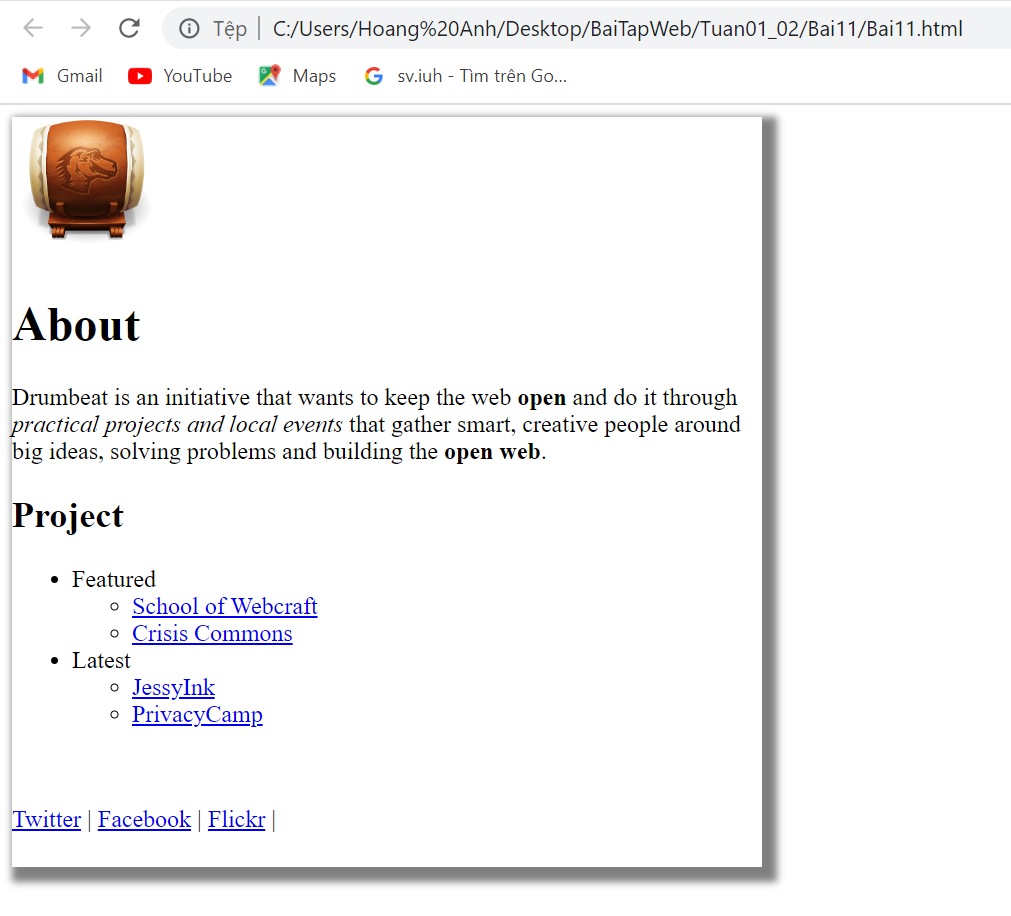 Tệp | C:/Users/Hoang%20Anh/Desktop/BaiTapWeb/Tuan01_02/Bai11/Bai11.html
Gmail YouTube Maps sv.iuh - Tìm trên Go...
About
Drumbeat is an initiative that wants to keep the web open and do it through
practical projects and local events that gather smart, creative people around
big ideas, solving problems and building the open web.
Project
• Featured
○ School of Webcraft
○ Crisis Commons
• Latest
○ JessyInk
○ PrivacyCamp
Twitter | Facebook | Flickr |